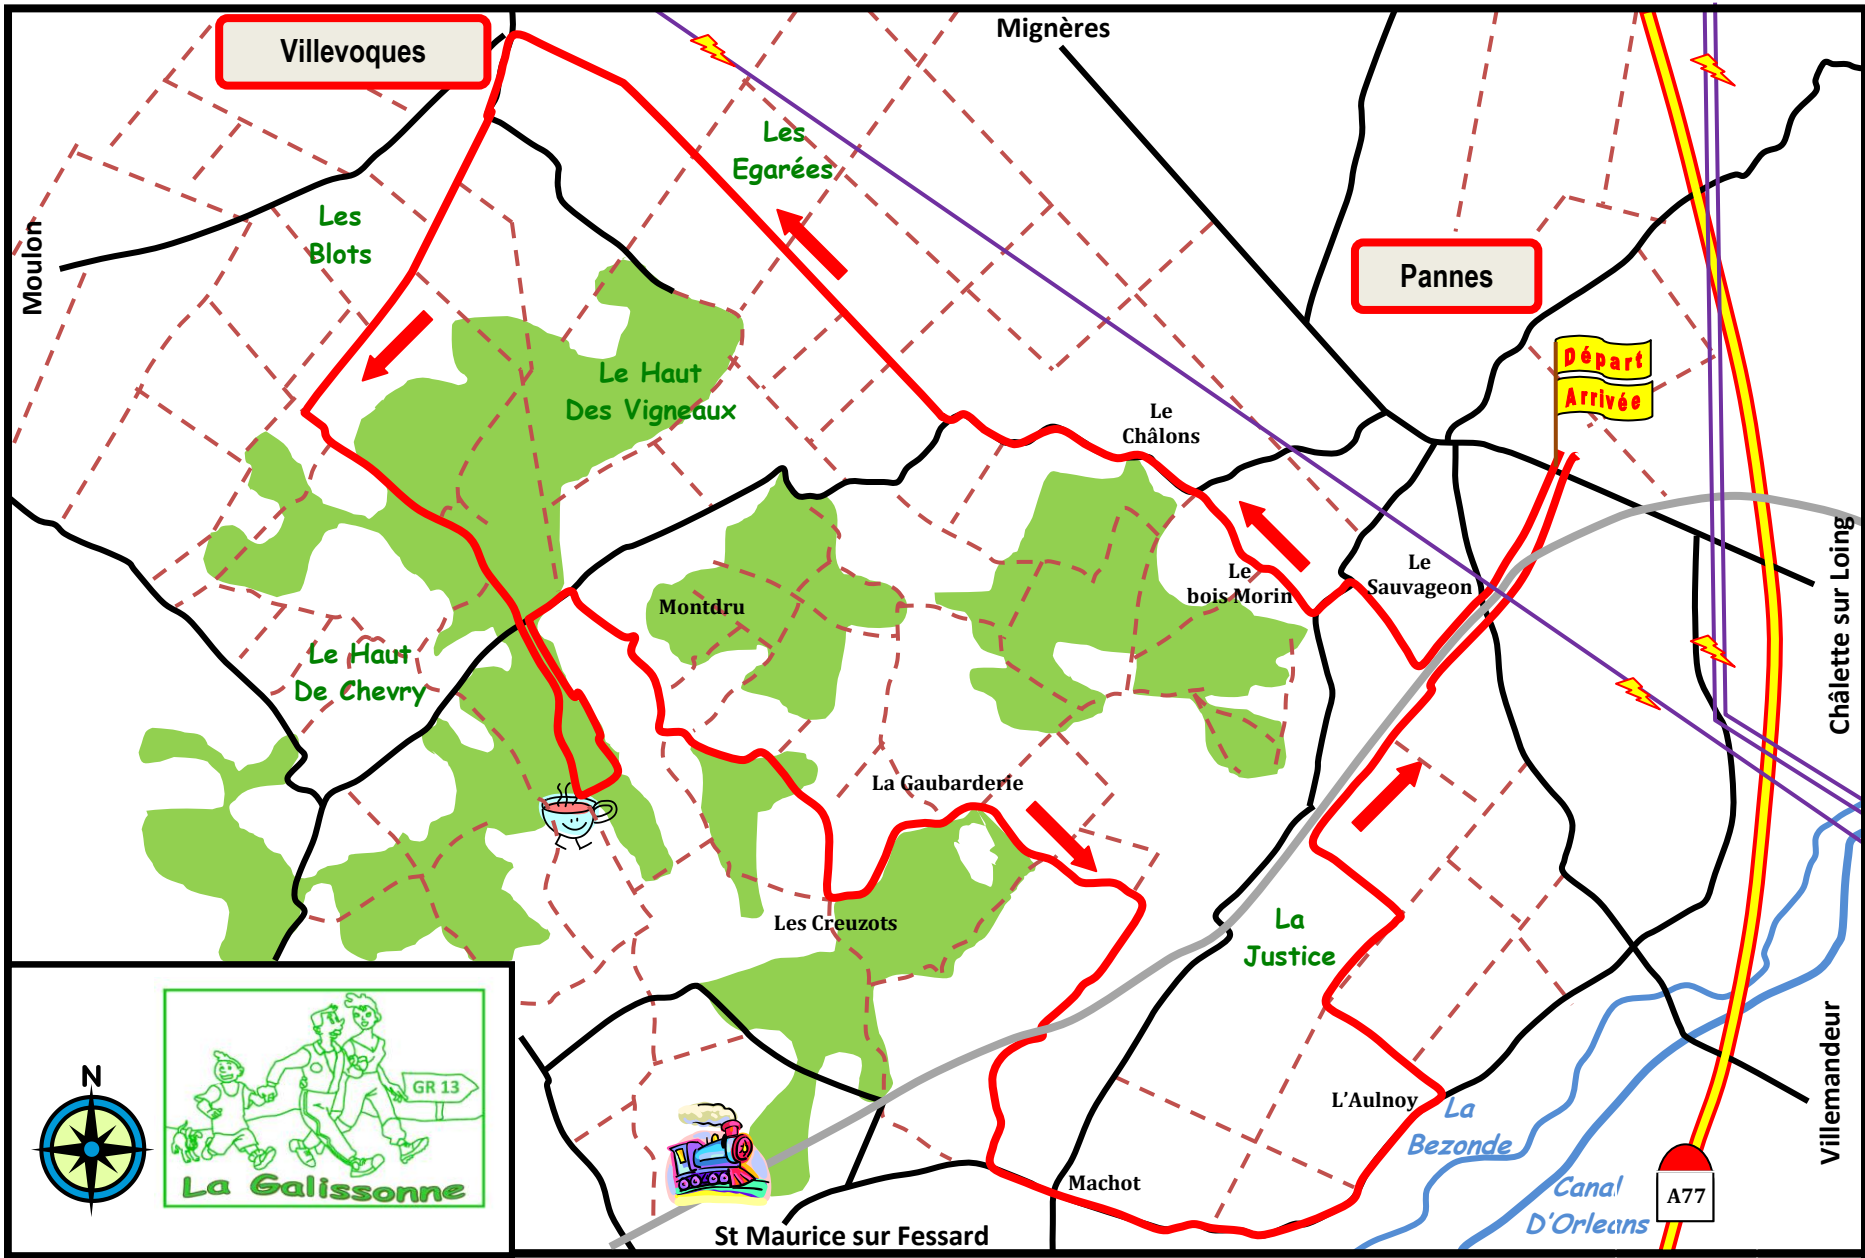 Mignères
Villevoques
Les
Egarées
Les
Blots
Moulon
Pannes
Départ
Arrivée
Le Haut
Des Vigneaux
Le
Châlons
Châlette sur Loing
Le
Sauvageon
Le
bois Morin
Montdru
Le Haut
De Chevry
La Gaubarderie
Les Creuzots
La
Justice
Villemandeur
N
GR 13
La Galissonne
L'Aulnoy
La
Bezonde
Machot
Canal
D'Orleans
A77
St Maurice sur Fessard